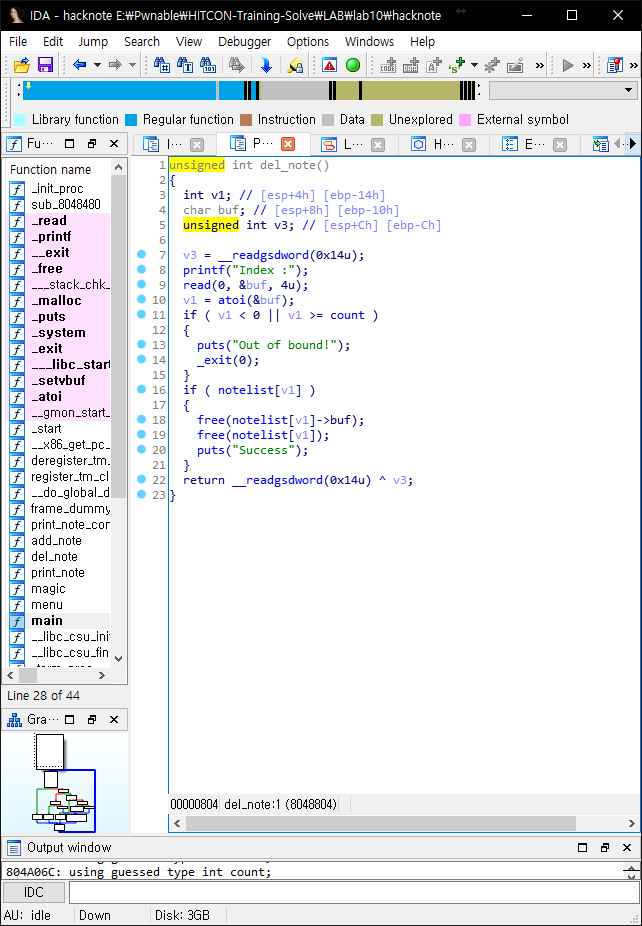 IDA - hacknote E:₩Pwnable₩HITCON-Training-Solve₩LAB₩lab10₩hacknote
File Edit Jump Search View Debugger Options Windows Help
Library function Regular function Instruction Data Unexplored External symbol
Fu··· I··· P··· L··· H··· E···
Function name
_init_proc
sub_8048480
_read
_printf
__exit
_free
___stack_chk_
_malloc
_puts
_system
_exit
___libc_start
_setvbuf
_atoi
__gmon_start_
_start
__x86_get_pc_
deregister_tm_
register_tm_cl
__do_global_d
frame_dummy
print_note_con
add_note
del_note
print_note
magic
menu
main
__libc_csu_ini
__libc_csu_fin
Line 28 of 44
Gra···
1 unsigned int del_note()
2 {
3 int v1; // [esp+4h] [ebp-14h]
4 char buf; // [esp+8h] [ebp-10h]
5 unsigned int v3; // [esp+Ch] [ebp-Ch]
6
7 v3 = __readgsdword(0x14u);
8 printf("Index :");
9 read(0, &buf, 4u);
10 v1 = atoi(&buf);
11 if ( v1 < 0 || v1 >= count )
12 {
13 puts("Out of bound!");
14 _exit(0);
15 }
16 if ( notelist[v1] )
17 {
18 free(notelist[v1]->buf);
19 free(notelist[v1]);
20 puts("Success");
21 }
22 return __readgsdword(0x14u) ^ v3;
23 }
00000804 del_note:1 (8048804)
Output window
804A06C: using guessed type int count;
IDC
AU: idle Down Disk: 3GB